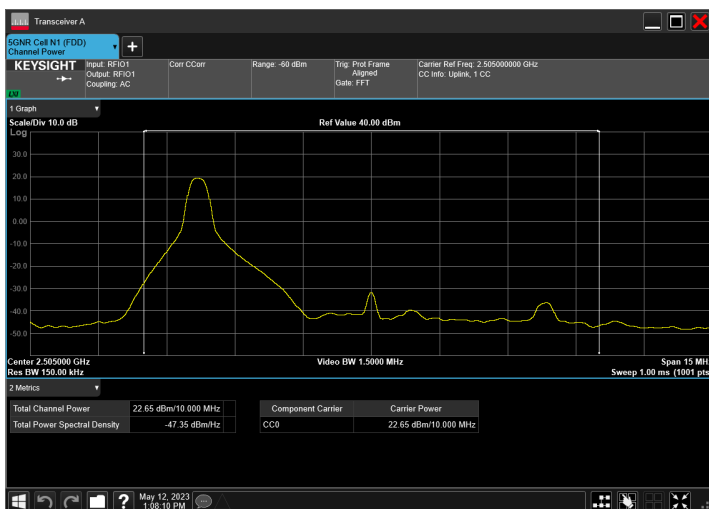 Transceiver A
5GNR Cell N1 (FDD)
Channel Power
KEYSIGHT
LXI
Input: RFIO1
Output: RFIO1
Coupling: AC
Corr CCorr
Range: -60 dBm
Trig: Prot Frame
Aligned
Gate: FFT
Carrier Ref Freq: 2.505000000 GHz
CC Info: Uplink, 1 CC
1 Graph
Scale/Div 10.0 dB
Ref Value 40.00 dBm
Log
30.0
20.0
10.0
0.00
-10.0
-20.0
-30.0
-40.0
-50.0
Center 2.505000 GHz
Video BW 1.5000 MHz
Span 15 MH
Res BW 150.00 kHz
Sweep 1.00 ms (1001 pts
2 Metrics
Total Channel Power 22.65 dBm/10.000 MHz
Total Power Spectral Density -47.35 dBm/Hz
Component Carrier Carrier Power
CC0 22.65 dBm/10.000 MHz
May 12, 2023
1:08:10 PM